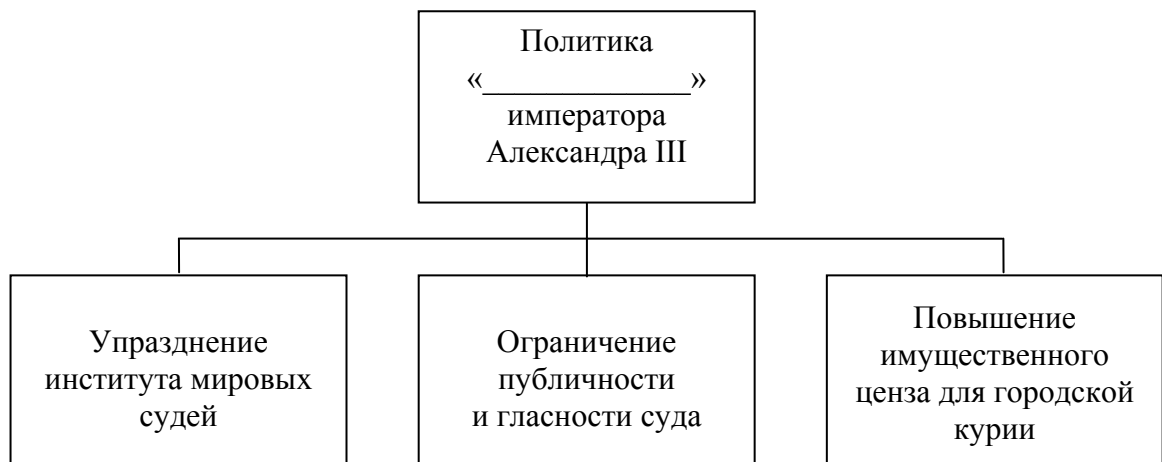 Политика
«_____________»
императора
Александра III
Упразднение
института мировых
судей
Ограничение
публичности
и гласности суда
Повышение
имущественного
ценза для городской
курии